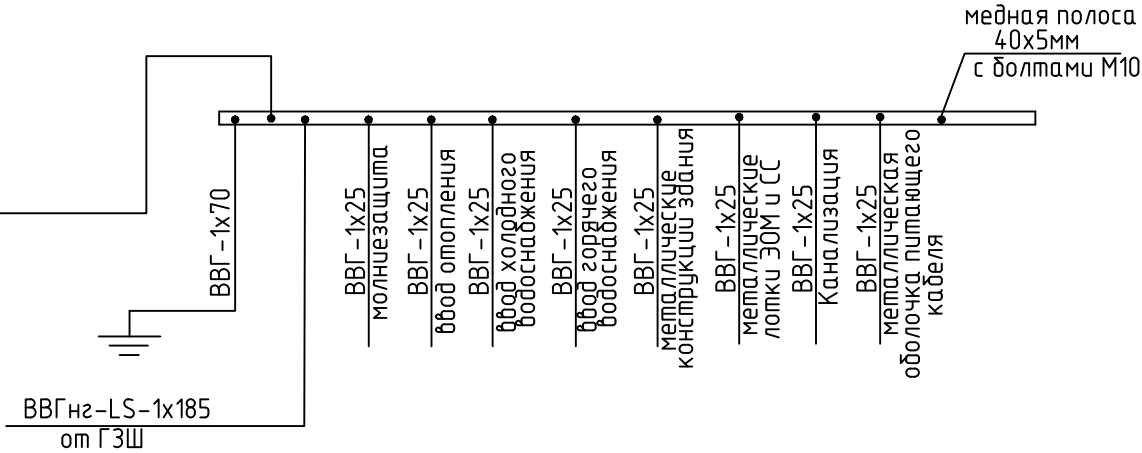 медная полоса
40х5мм
с болтами М10
ВВГ-1х70
ВВГ-1х25
молниезащита
ВВГ-1х25
ввод отопления
ВВГ-1х25
ввод холодного
водоснабжения
ВВГ-1х25
ввод горячего
водоснабжения
ВВГ-1х25
металлические
конструкции здания
ВВГ-1х25
металлические
лотки ЭОМ и СС
ВВГ-1х25
Канализация
ВВГ-1х25
металлическая
оболочка питающего
кабеля
ВВГнг-LS-1х185
от ГЗШ